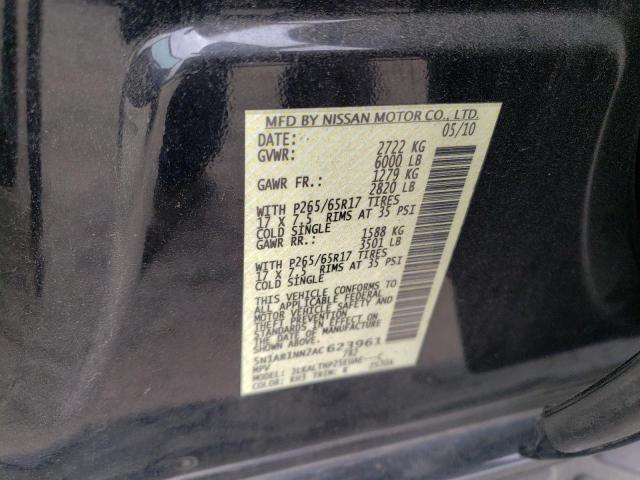 MFD BY NISSAN MOTOR CO., LTD.
DATE: 05/10
GVWR: 2722 KG
6000 LB
GAWR FR.: 1279 KG
2820 LB
WITH P265/65R17 TIRES
17 X 7.5 RIMS AT 35 PSI
COLD SINGLE
GAWR RR.: 1588 KG
3501 LB
WITH P265/65R17 TIRES
17 X 7.5 RIMS AT 35 PSI
COLD SINGLE
THIS VEHICLE CONFORMS TO
ALL APPLICABLE FEDERAL
MOTOR VEHICLE SAFETY AND
THEFT PREVENTION
STANDARDS IN EFFECT ON
THE DATE OF MANUFACTURE
SHOWN ABOVE.
5N1AR1NN2AC623961
MPV
MODEL:
COLOR: KH3 TRIM: K